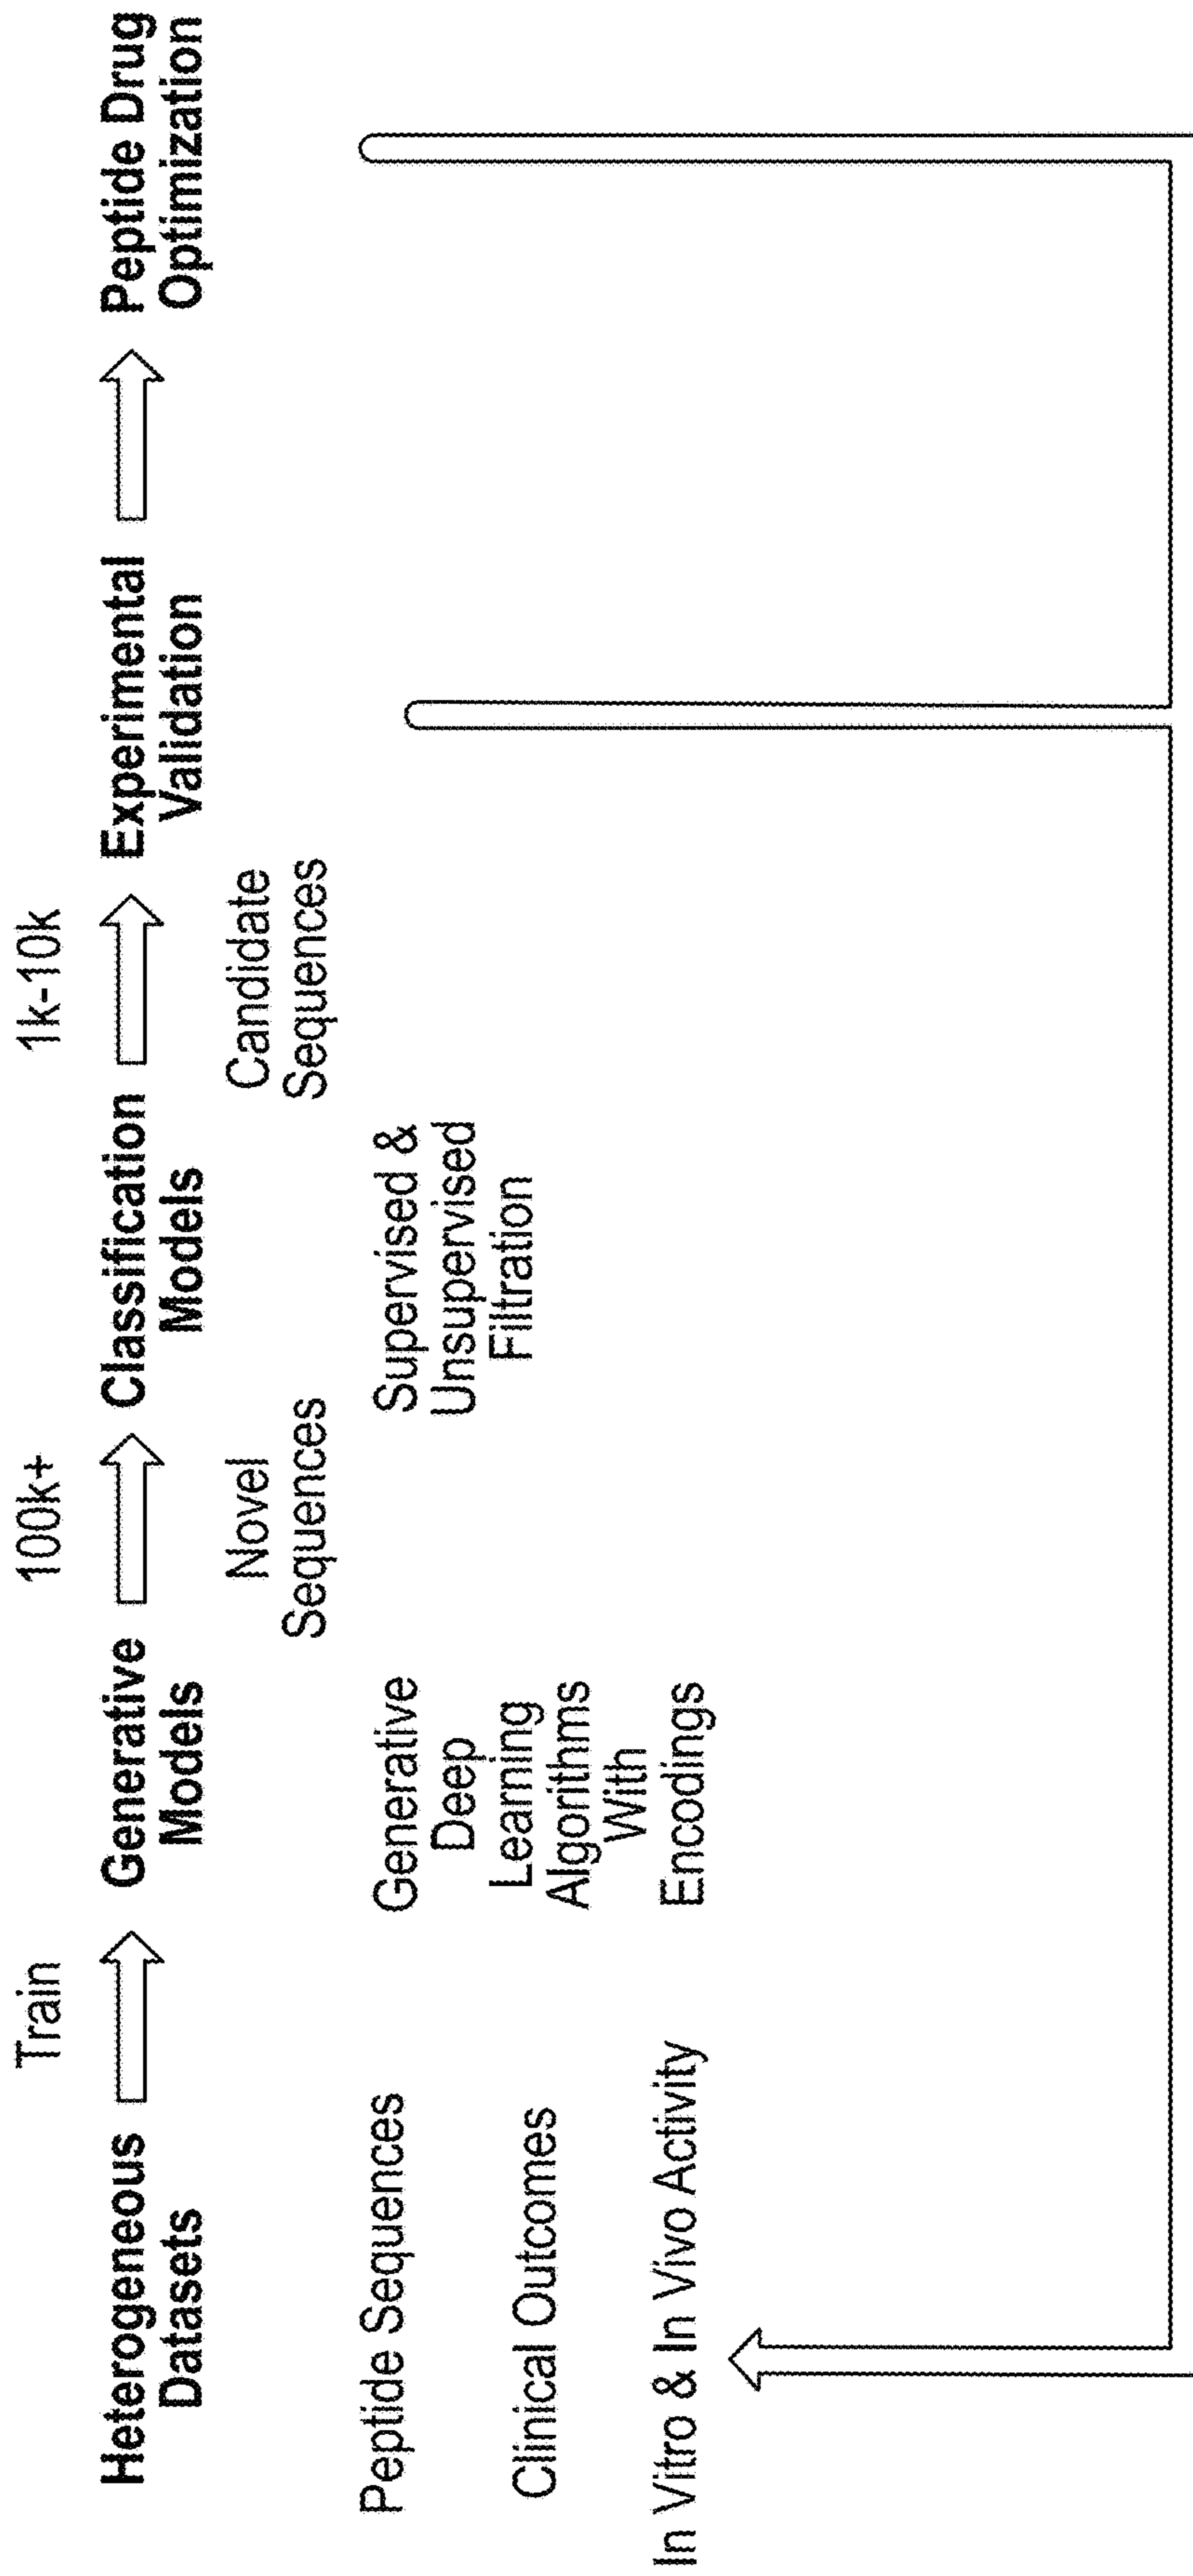 Train
100k+
1k-10k
Heterogeneous
Datasets
Generative
Models
Classification
Models
Experimental
Validation
Peptide Drug
Optimization
Novel
Sequences
Candidate
Sequences
Peptide Sequences
Clinical Outcomes
In Vitro & In Vivo Activity
Generative
Deep
Learning
Algorithms
With
Encodings
Supervised &
Unsupervised
Filtration